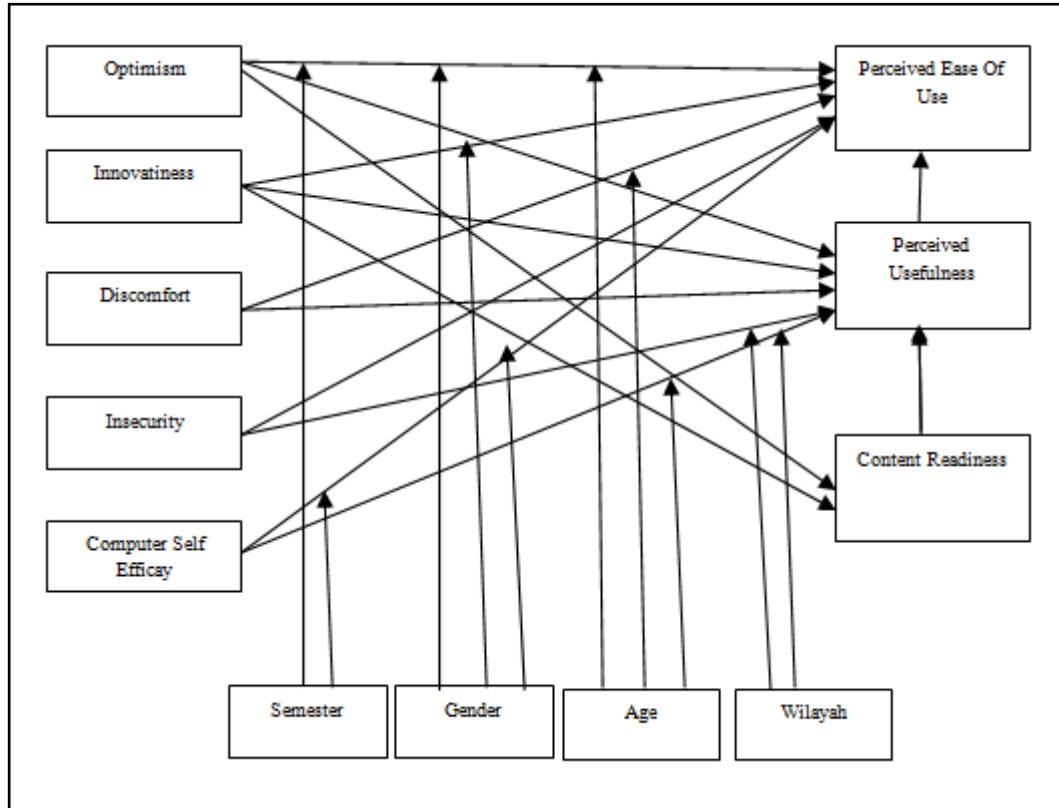 Optimism
Perceived Ease Of
Use
Innovatiness
Perceived
Usefulness
Discomfort
Insecurity
Content Readiness
Computer Self
Efficay
Semester
Gender
Age
Wilayah